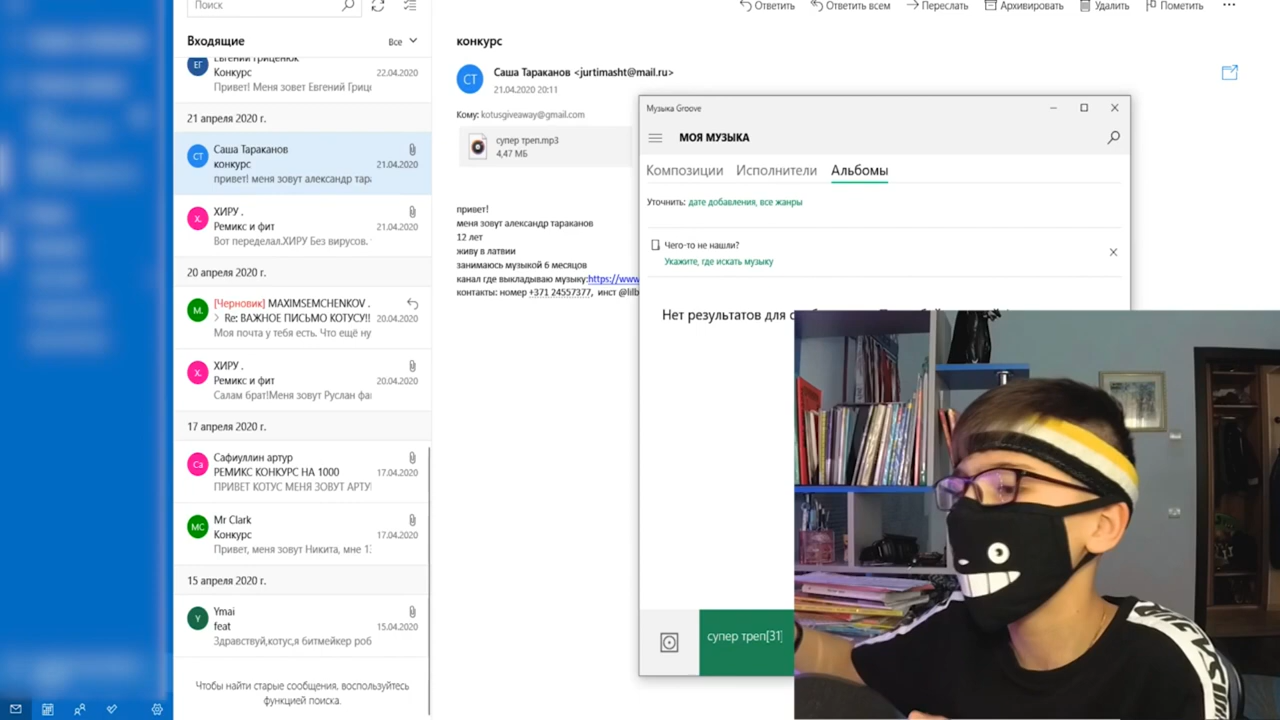 Поиск
Ответить
Ответить всем
Переслать
Архивировать
Удалить
Пометить
Входящие
Все
ЕГ
Евгений Гриценюк
Конкурс
22.04.2020
Привет! Меня зовет Евгений Гриц
21 апреля 2020 г.
СТ
Саша Тараканов
конкурс
21.04.2020
привет! меня зовут александр тар
Х.
ХИРУ .
Ремикс и фит
21.04.2020
Вот переделал.ХИРУ Без вирусов.
20 апреля 2020 г.
М.
[Черновик] MAXIMSEMCHENKOV .
Re: ВАЖНОЕ ПИСЬМО КОТУСУ!!
20.04.2020
Моя почта у тебя есть. Что ещё ну
Х.
ХИРУ .
Ремикс и фит
20.04.2020
Салам брат!Меня зовут Руслан фа
17 апреля 2020 г.
Са
Сафиуллин артур
РЕМИКС КОНКУРС НА 1000
17.04.2020
ПРИВЕТ КОТУС МЕНЯ ЗОВУТ АРТУ
MC
Mr Clark
Конкурс
17.04.2020
Привет, меня зовут Никита, мне 1
15 апреля 2020 г.
Y
Ymai
feat
15.04.2020
Здравствуй,котус,я битмейкер роб
Чтобы найти старые сообщения, воспользуйтесь
функцией поиска.
конкурс
СТ
Саша Тараканов <jurtimasht@mail.ru>
21.04.2020 20:11
Кому: kotusgiveaway@gmail.com
супер треп.mp3
4,47 МБ
привет!
меня зовут александр тараканов
12 лет
живу в латвии
занимаюсь музыкой 6 месяцов
канал где выкладываю музыку:https://www
контакты: номер +371 24557377, инст @lilb
Музыка Groove
МОЯ МУЗЫКА
Композиции Исполнители Альбомы
Уточнить: дате добавления, все жанры
Чего-то не нашли?
Укажите, где искать музыку
Нет результатов для
супер треп[31]